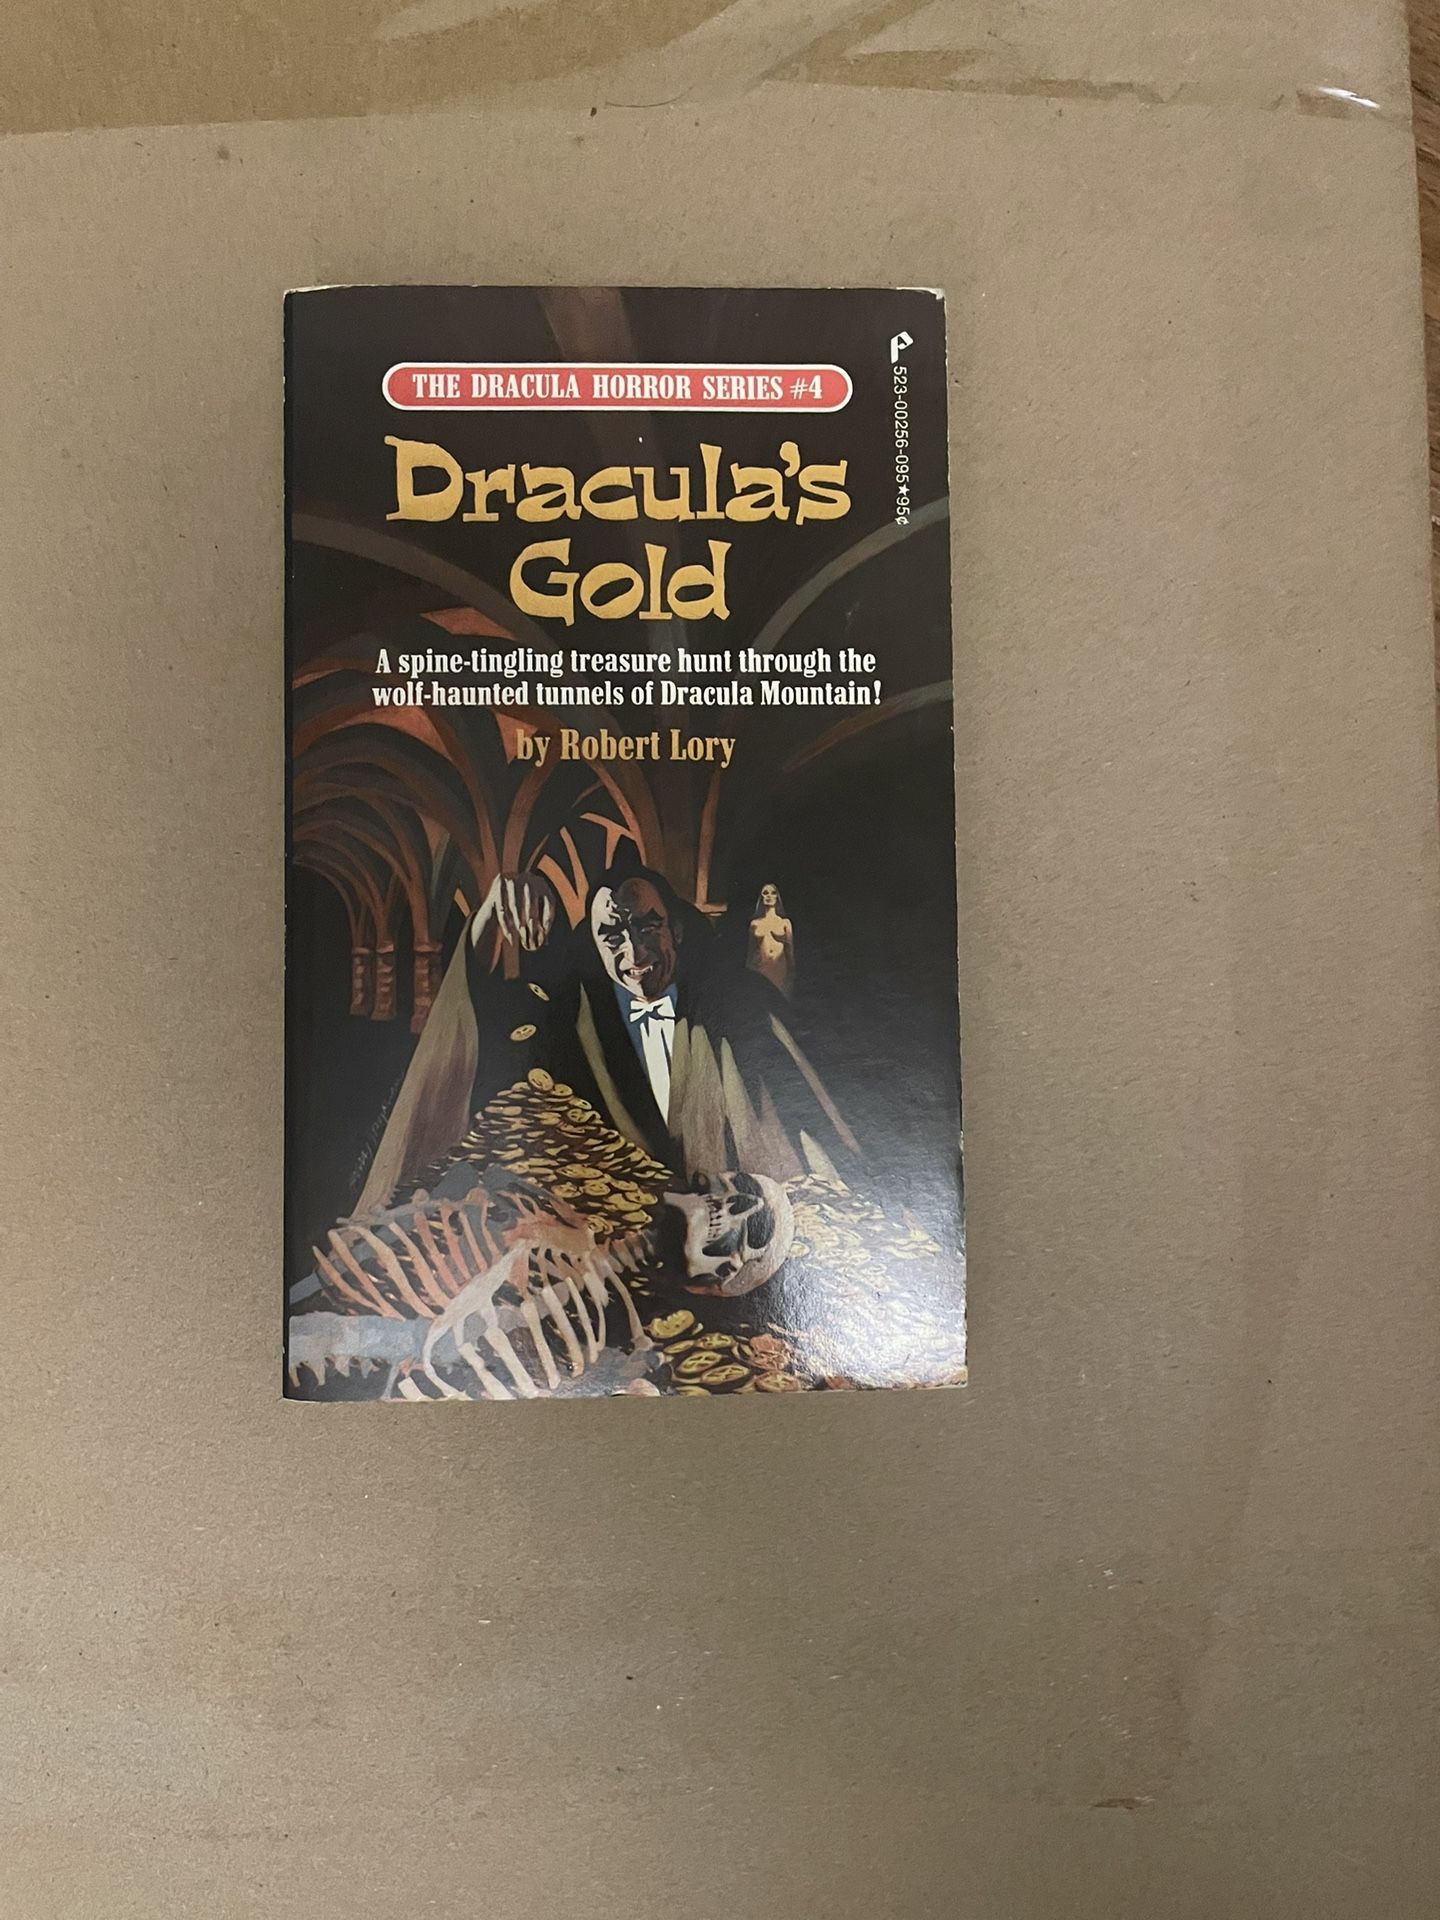 THE DRACULA HORROR SERIES #4
523-00256-095★95¢
Dracula's
Gold
A spine-tingling treasure hunt through the
wolf-haunted tunnels of Dracula Mountain!
by Robert Lory